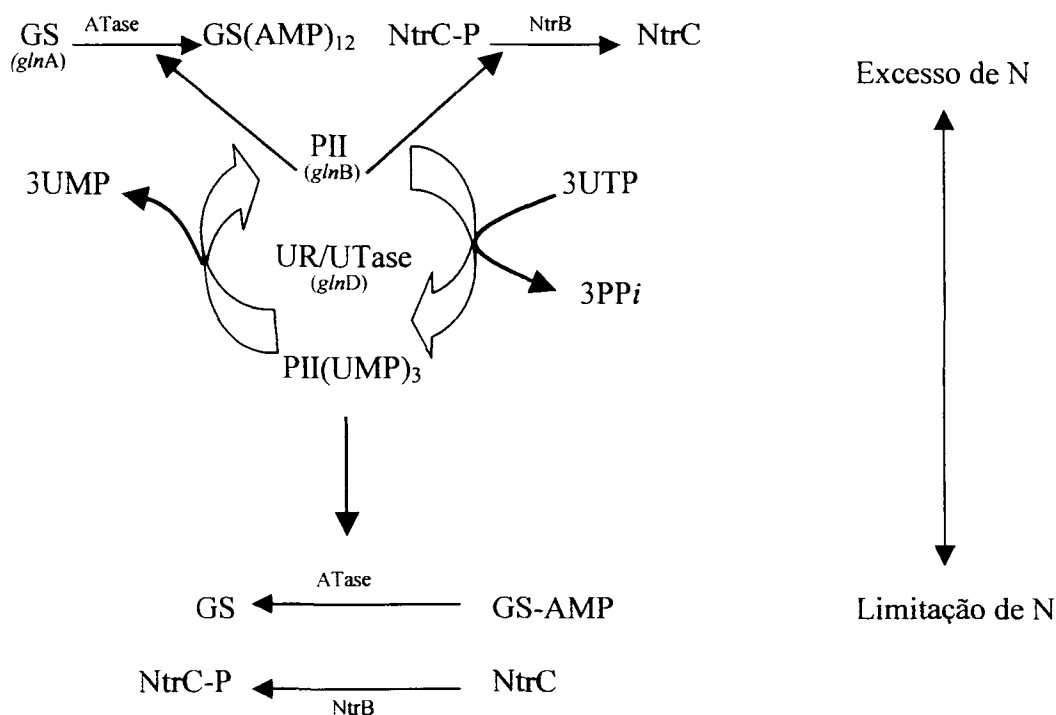 ATase
GS GS(AMP)12 NtrC-P NtrB NtrC
(glnA)
Excesso de N
PII
(glnB)
3UMP 3UTP
UR/UTase
(glnD)
3PPi
PII(UMP)3
ATase
GS GS-AMP Limitação de N
NtrC-P NtrC
NtrB